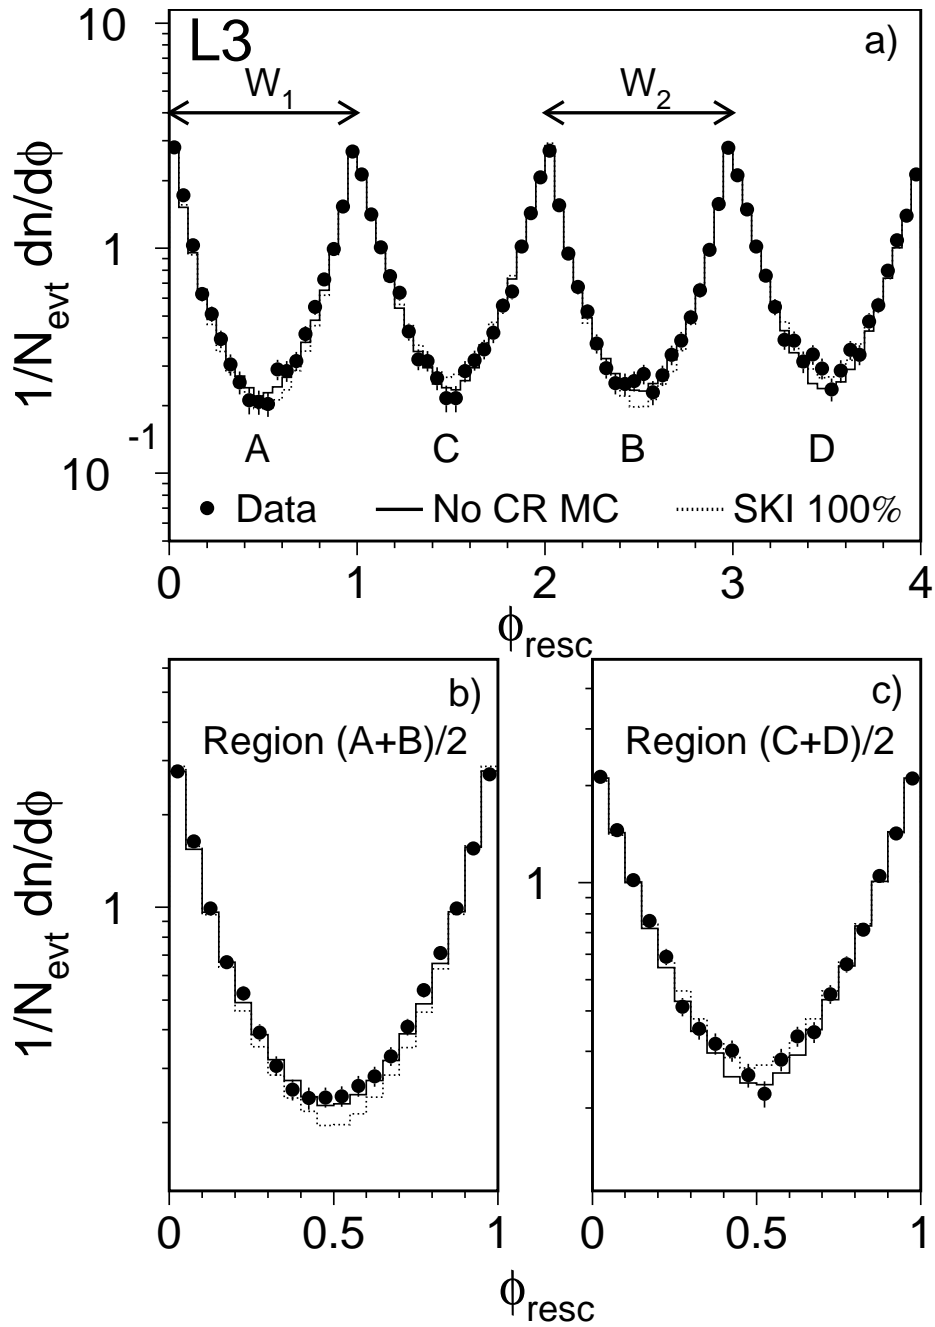 L3
a)
10
W1
W2
1
10-1
1/Nevt dn/dϕ
A
C
B
D
Data
No CR MC
SKI 100%
0
1
2
3
4
ϕresc
b)
Region (A+B)/2
1
1/Nevt dn/dϕ
0
0.5
1
ϕresc
c)
Region (C+D)/2
1
0
0.5
1